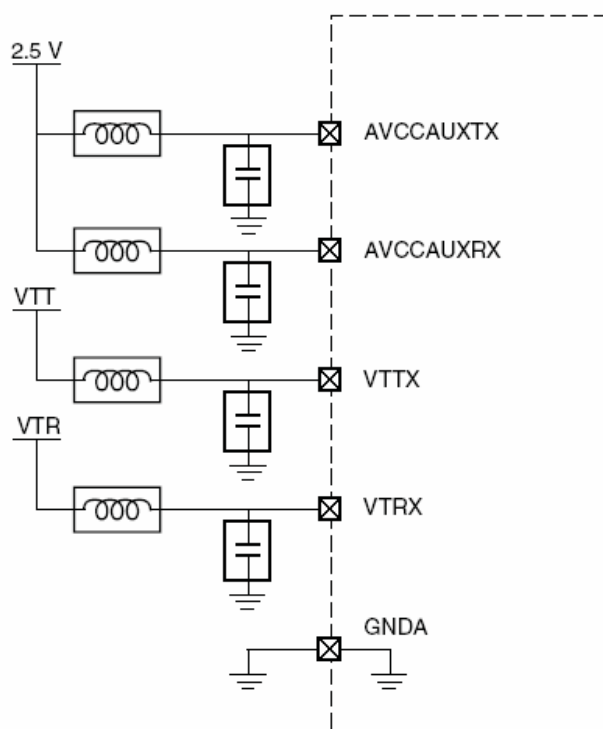 2.5 V
AVCCAUXTX
AVCCAUXRX
VTT
VTTX
VTR
VTRX
GNDA